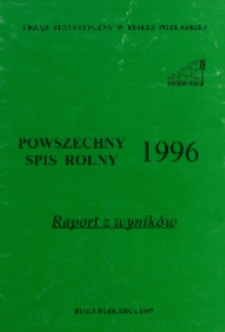 URZĄD STATYSTYCZNY W BIAŁEJ PODLASKIEJ
POWSZECHNY
SPIS ROLNY 1996
Raport z wyników
BIAŁA PODLASKA 1997